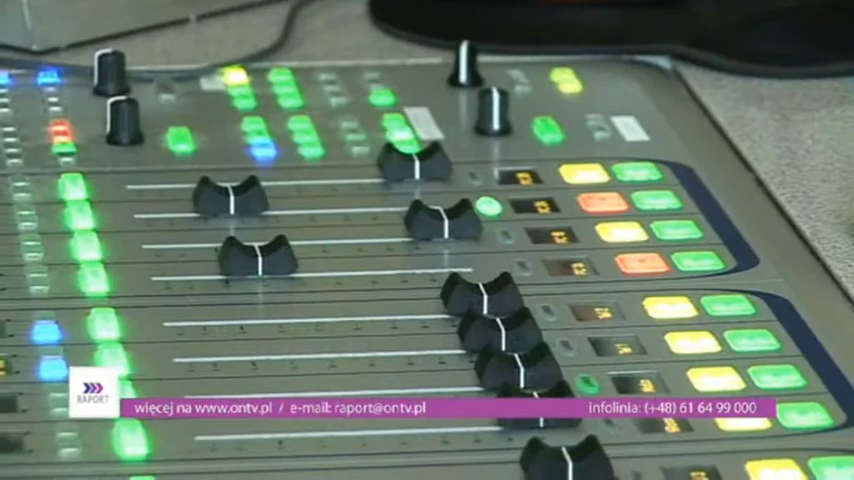 RAPORT
więcej na www.ontv.pl / e-mail: raport@ontv.pl
infolinia: (+48) 61 64 99 000